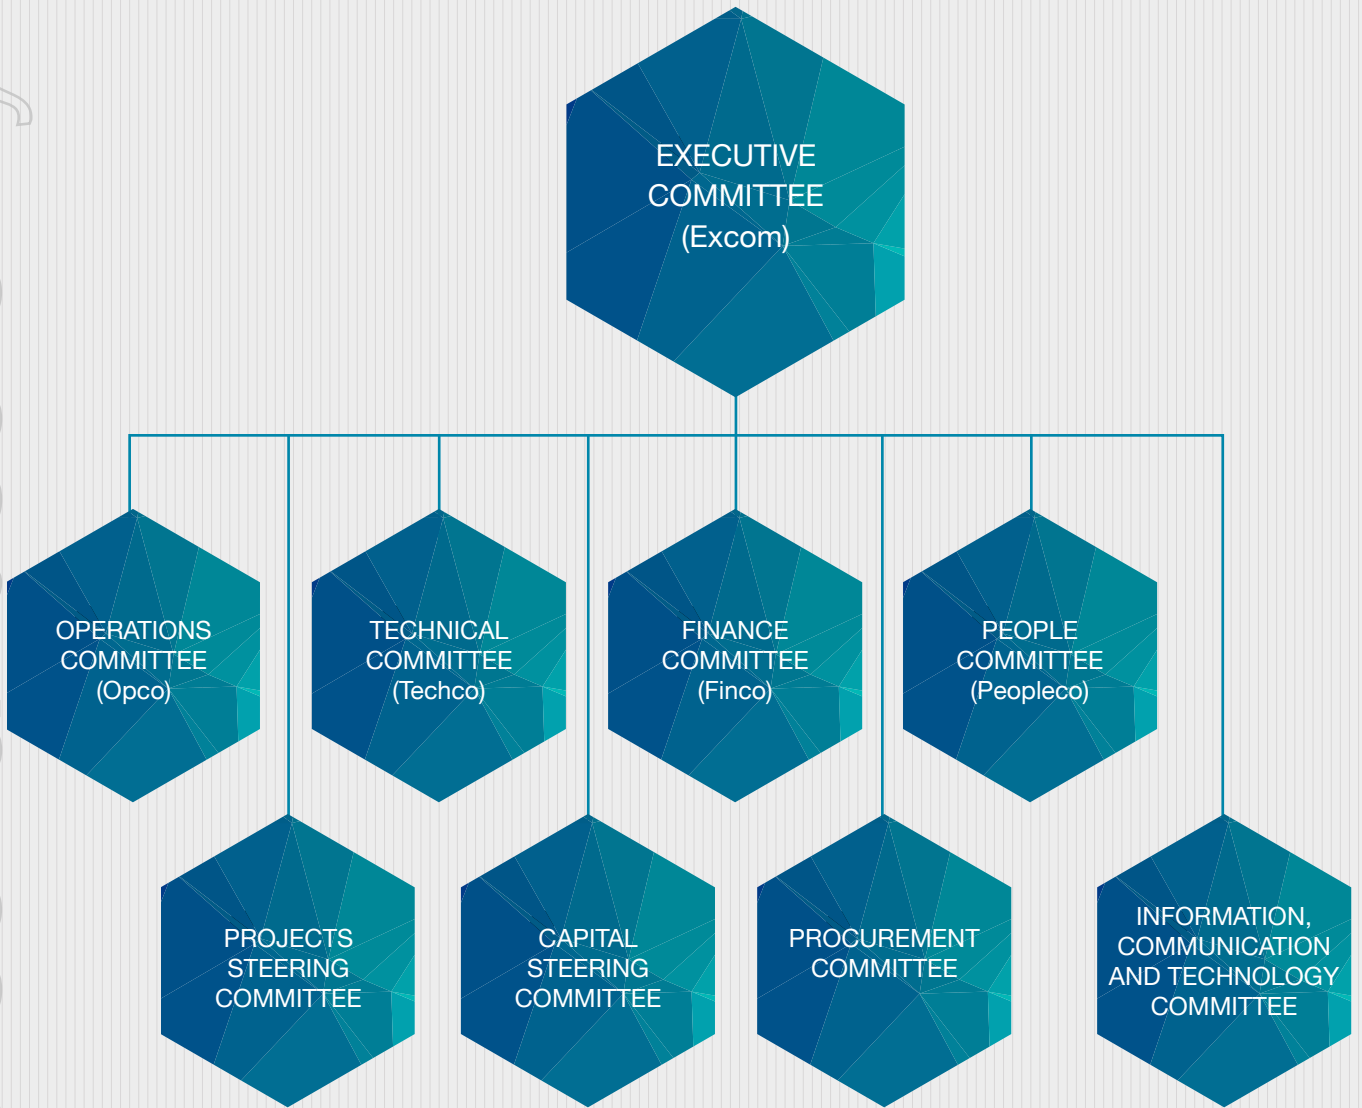 EXECUTIVE
COMMITTEE
(Excom)
OPERATIONS
COMMITTEE
(Opco)
TECHNICAL
COMMITTEE
(Techco)
FINANCE
COMMITTEE
(Finco)
PEOPLE
COMMITTEE
(Peopleco)
PROJECTS
STEERING
COMMITTEE
CAPITAL
STEERING
COMMITTEE
PROCUREMENT
COMMITTEE
INFORMATION,
COMMUNICATION
AND TECHNOLOGY
COMMITTEE